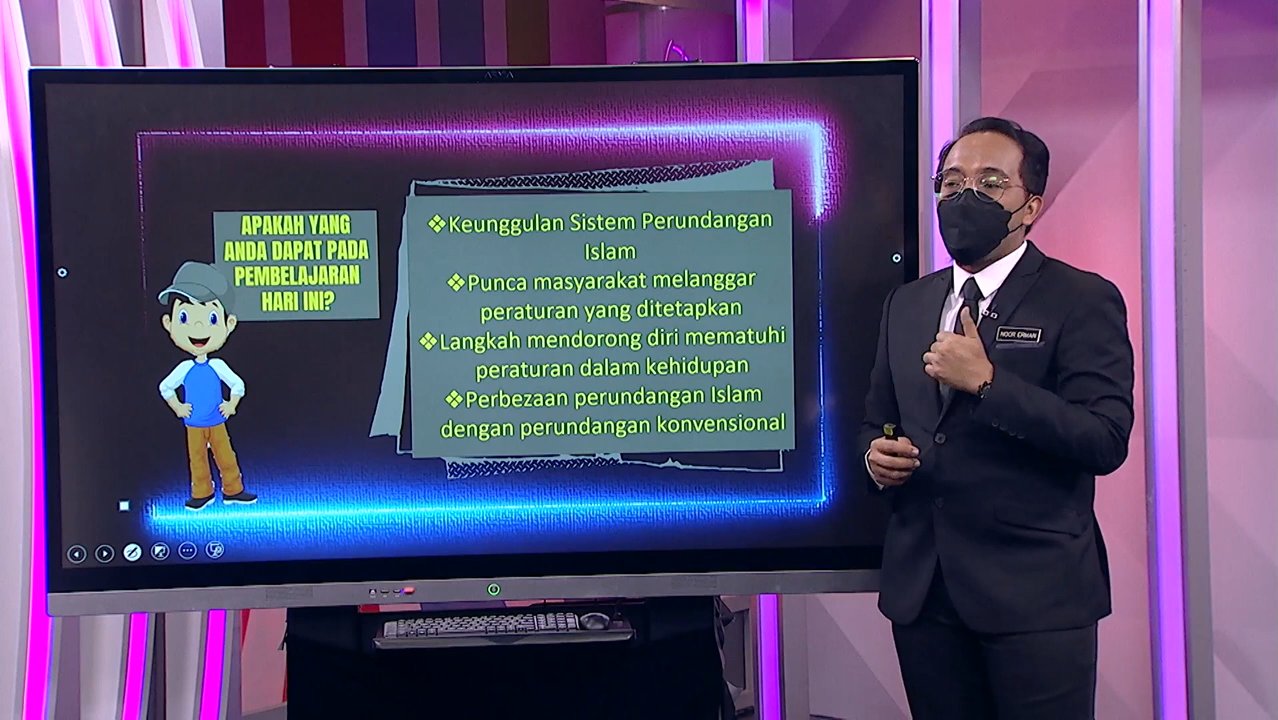 APAKAH YANG
ANDA DAPAT PADA
PEMBELAJARAN
HARI INI?
❖Keunggulan Sistem Perundangan
Islam
❖Punca masyarakat melanggar
peraturan yang ditetapkan
❖Langkah mendorong diri mematuhi
peraturan dalam kehidupan
❖Perbezaan perundangan Islam
dengan perundangan konvensional
NOOR ERMAN